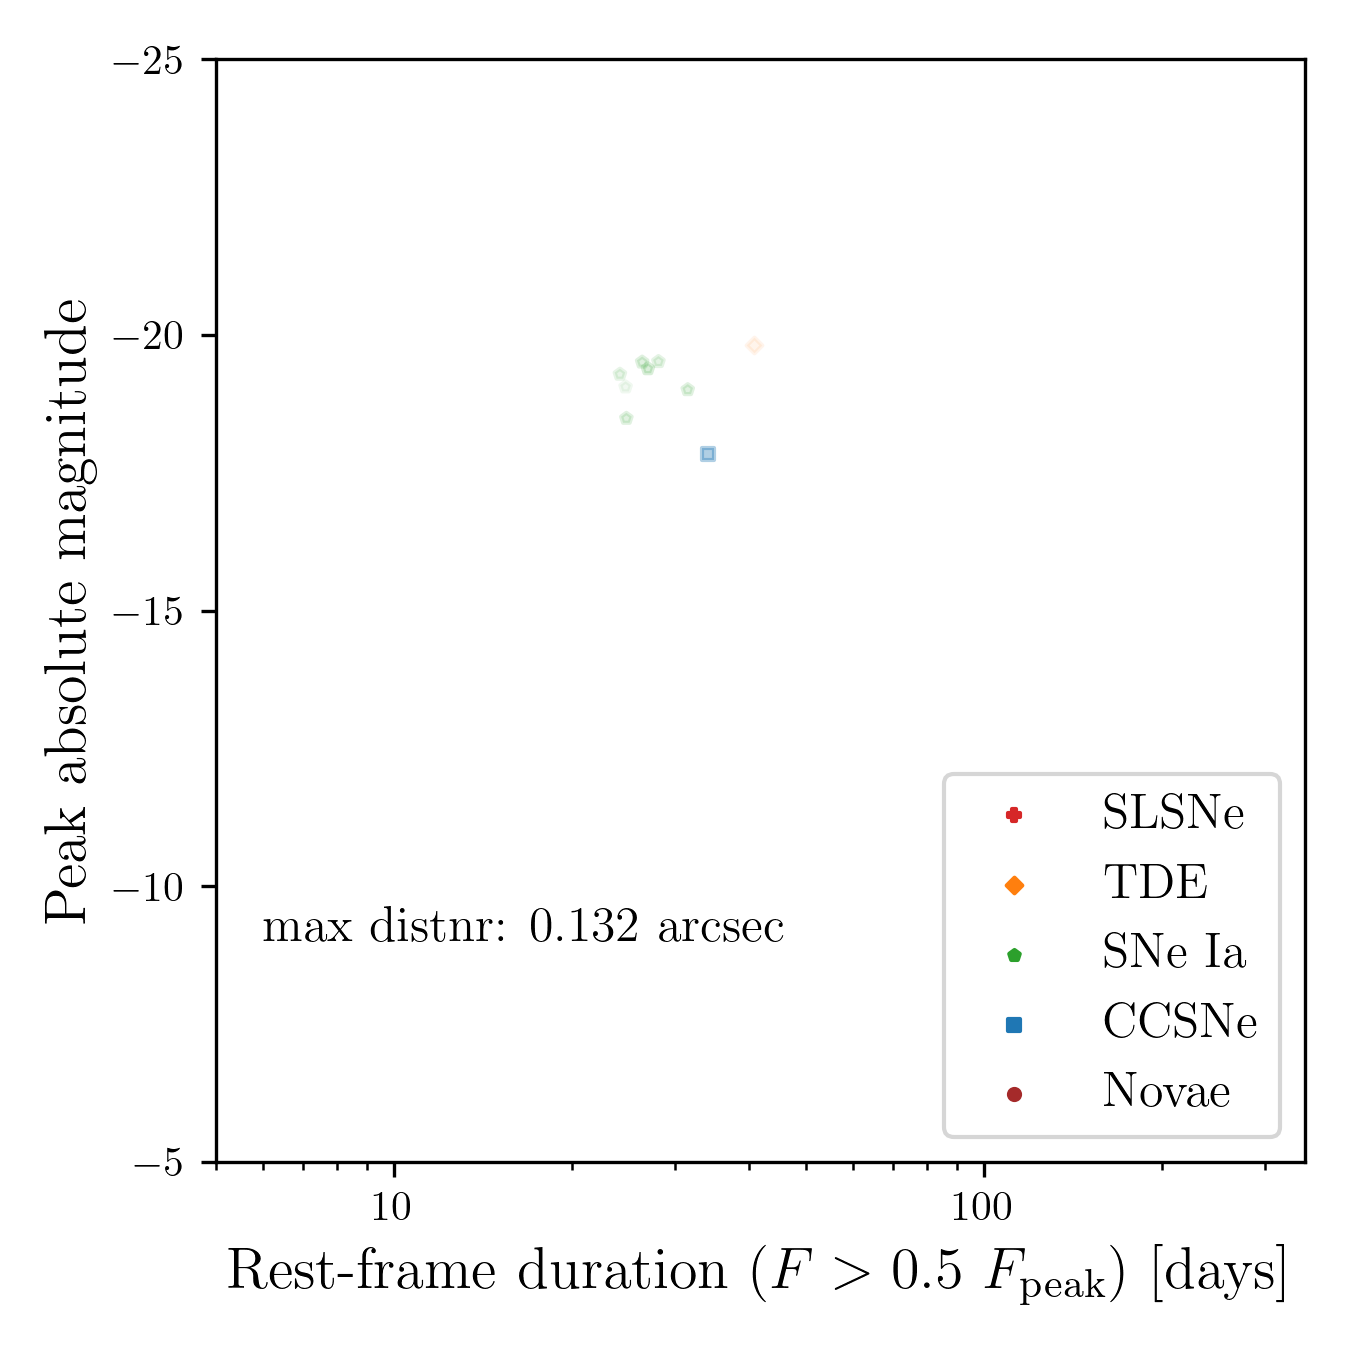 −25
−20
−15
−10
−5
Peak absolute magnitude
max distnr: 0.132 arcsec
SLSNe
TDE
SNe Ia
CCSNe
Novae
10
100
Rest-frame duration (F > 0.5 F_peak) [days]